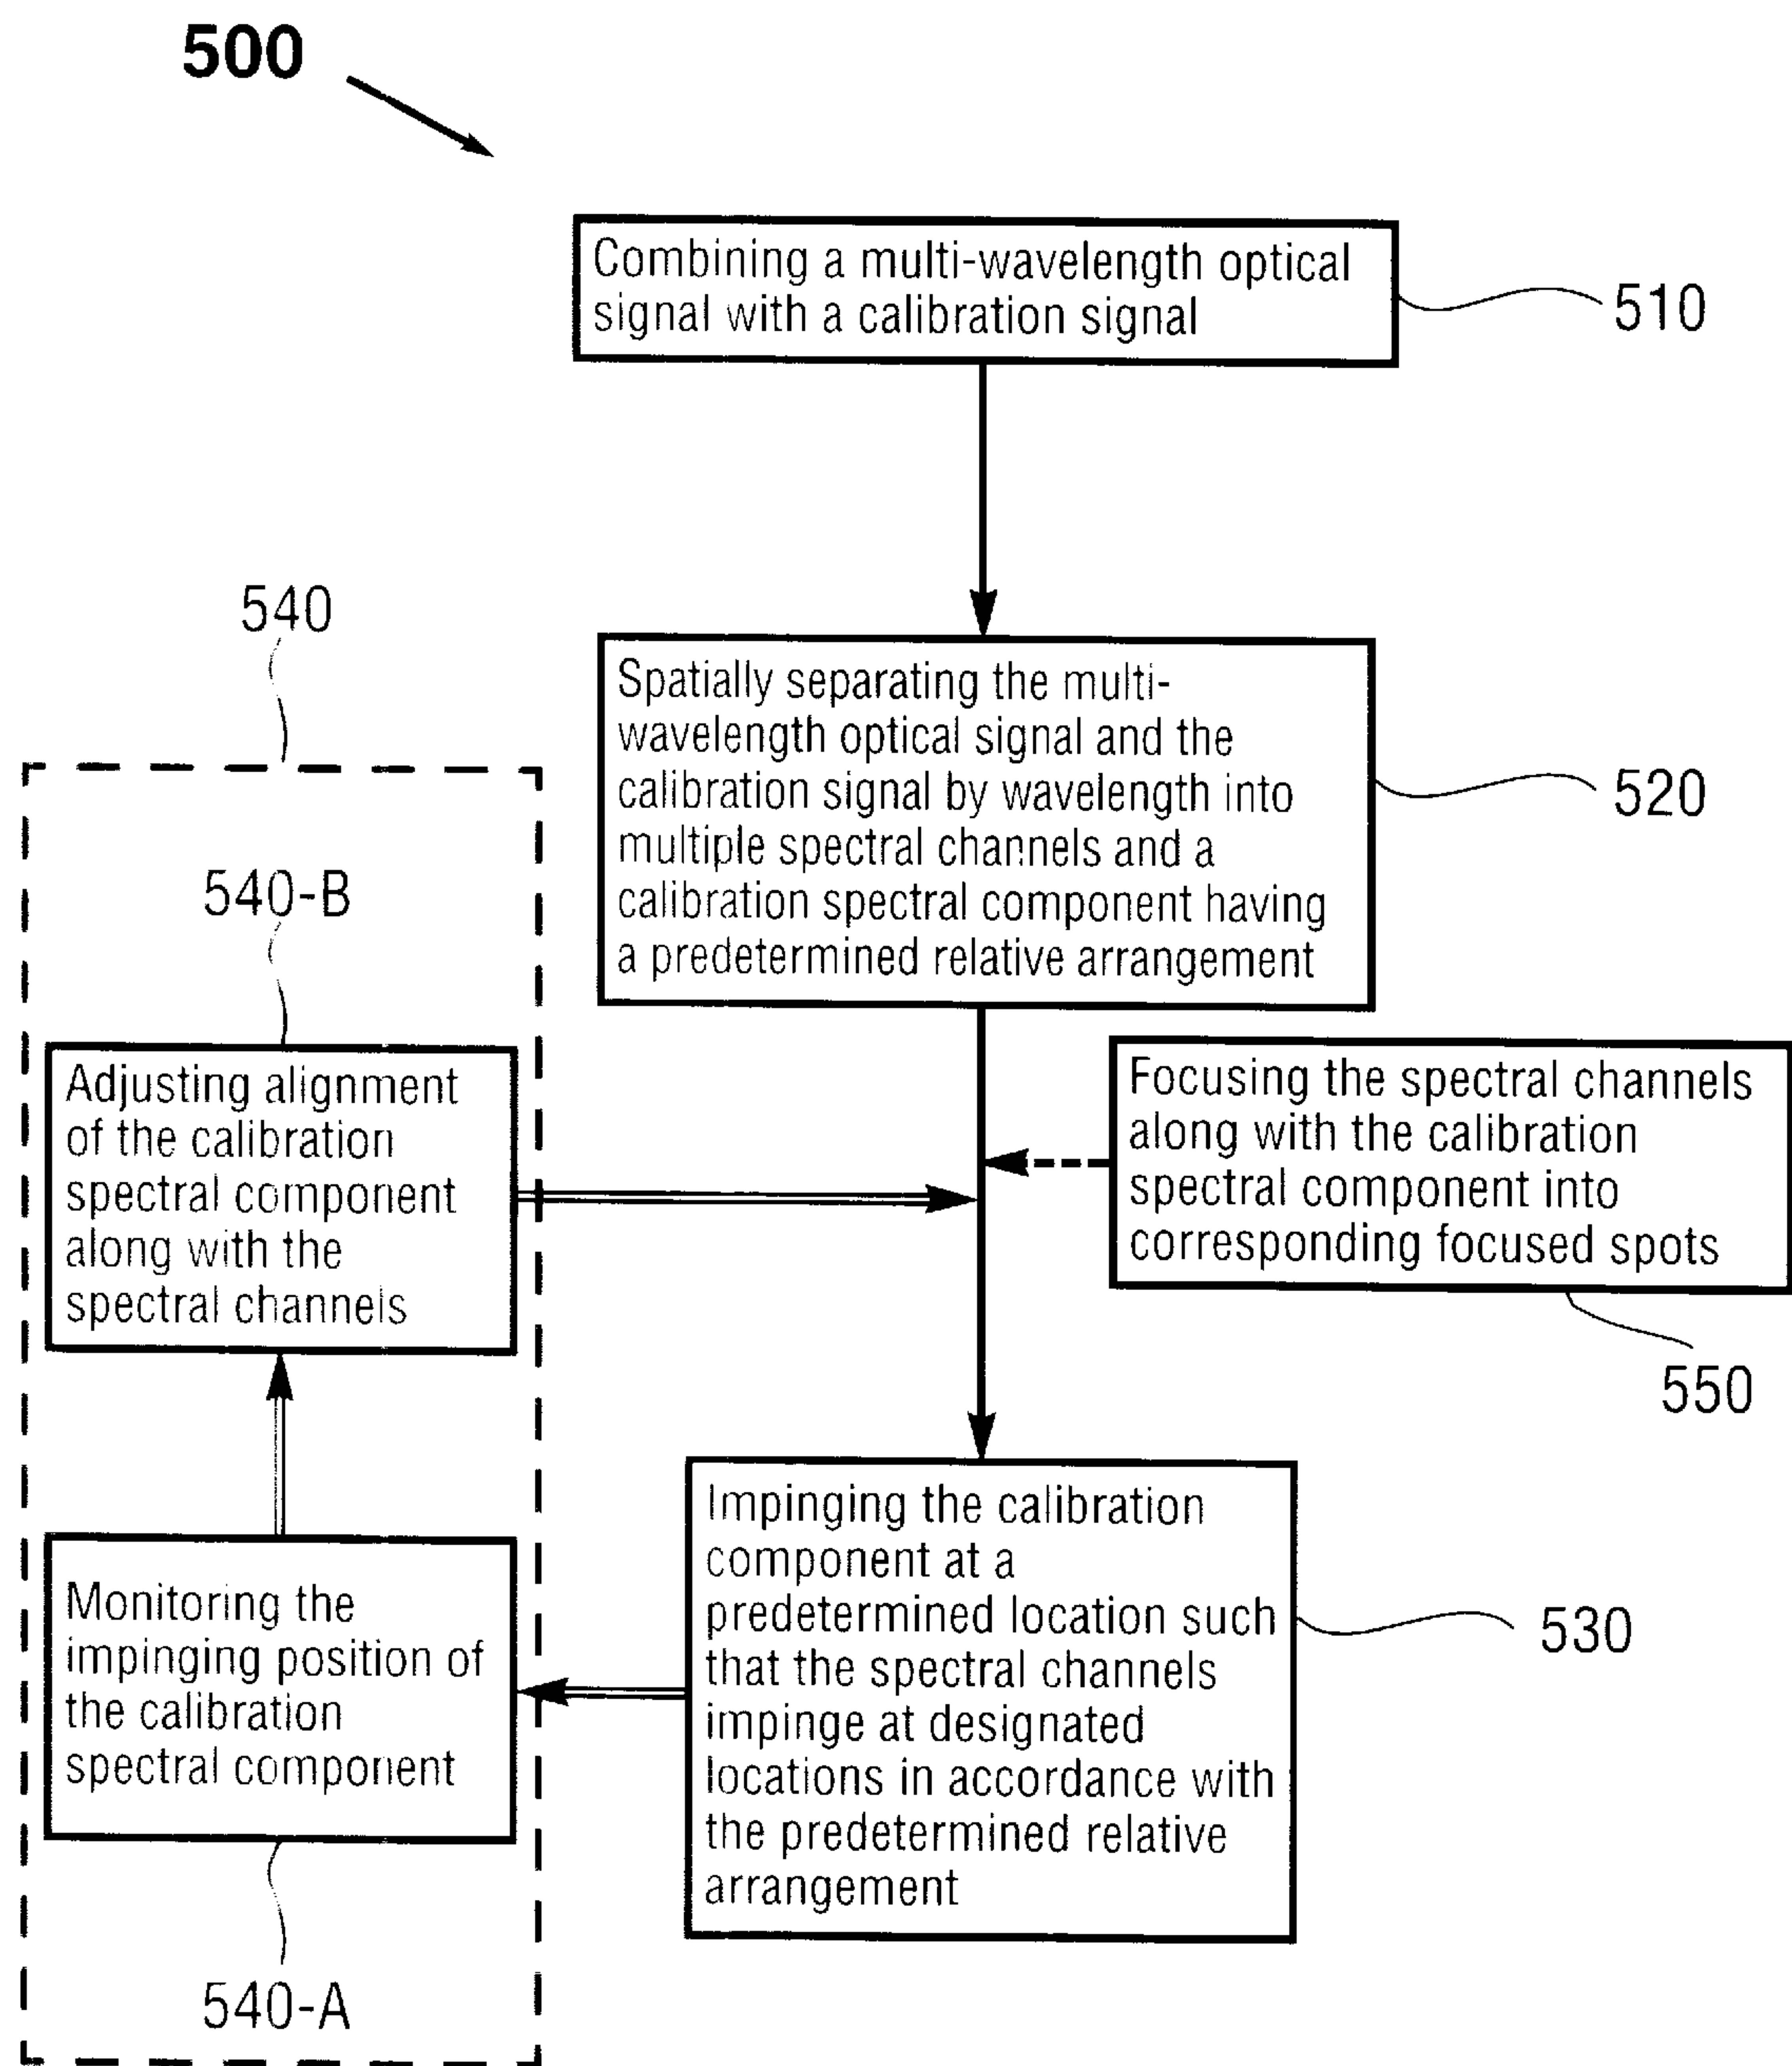 500
Combining a multi-wavelength optical
signal with a calibration signal
510
540
Spatially separating the multi-
wavelength optical signal and the
calibration signal by wavelength into
multiple spectral channels and a
calibration spectral component having
a predetermined relative arrangement
520
540-B
Adjusting alignment
of the calibration
spectral component
along with the
spectral channels
Focusing the spectral channels
along with the calibration
spectral component into
corresponding focused spots
550
Impinging the calibration
component at a
predetermined location such
that the spectral channels
impinge at designated
locations in accordance with
the predetermined relative
arrangement
530
Monitoring the
impinging position of
the calibration
spectral component
540-A